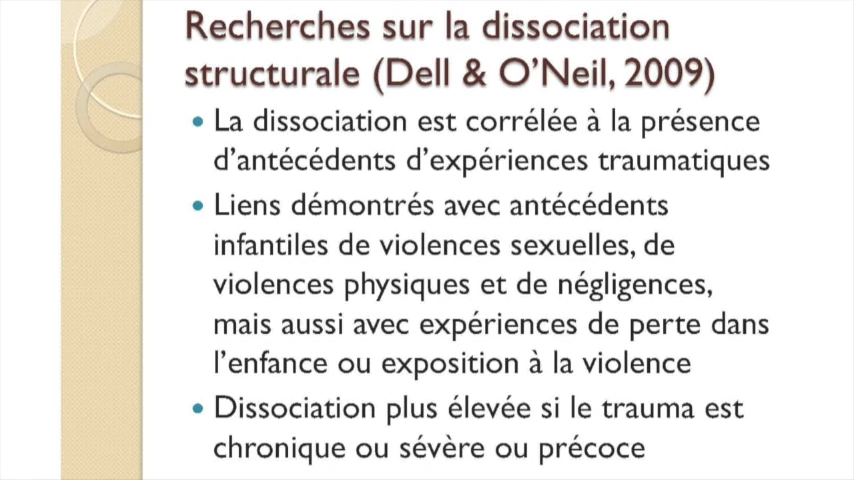 Recherches sur la dissociation
structurale (Dell & O’Neil, 2009)
• La dissociation est corrélée à la présence
d’antécédents d’expériences traumatiques
• Liens démontrés avec antécédents
infantiles de violences sexuelles, de
violences physiques et de négligences,
mais aussi avec expériences de perte dans
l’enfance ou exposition à la violence
• Dissociation plus élevée si le trauma est
chronique ou sévère ou précoce